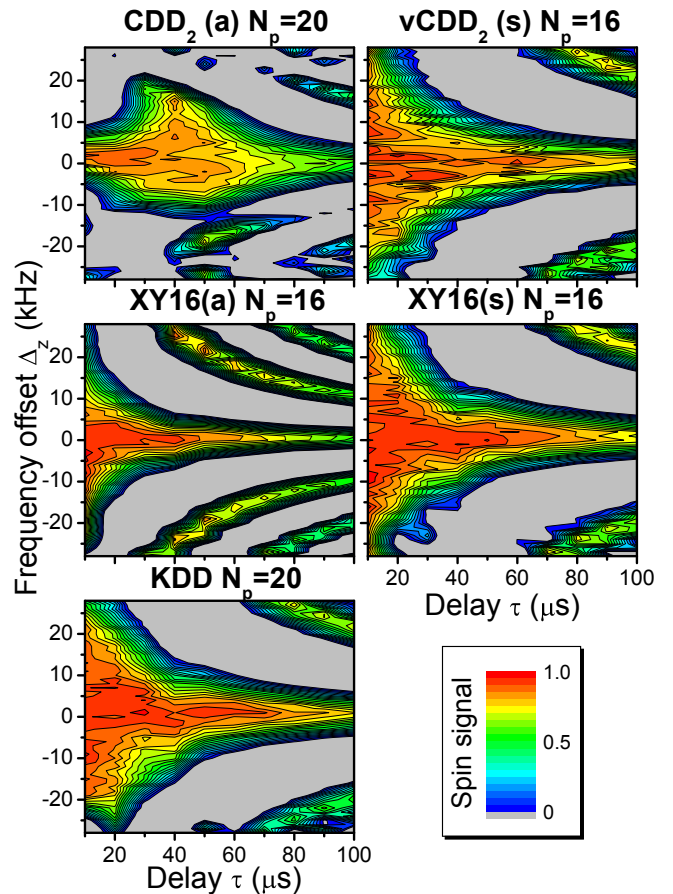 CDD₂ (a) Nₚ=20
vCDD₂ (s) Nₚ=16
20
10
0
-10
-20
XY16(a) Nₚ=16
XY16(s) Nₚ=16
20
10
0
-10
-20
Frequency offset Δ_z (kHz)
20 40 60 80 100
Delay τ (μs)
KDD Nₚ=20
20
10
0
-10
-20
20 40 60 80 100
Delay τ (μs)
Spin signal
1.0
0.5
0